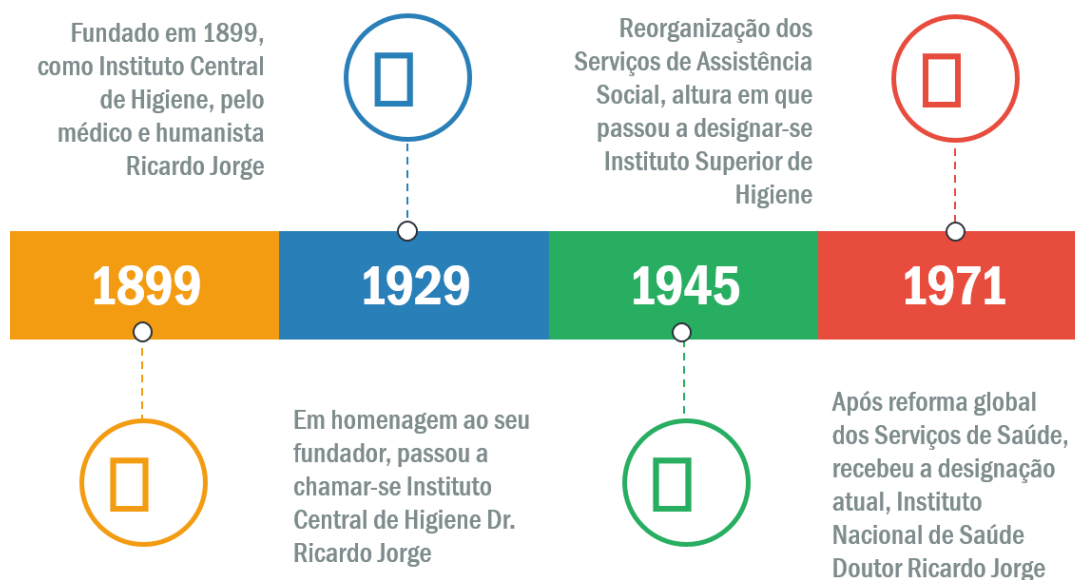 Fundado em 1899,
como Instituto Central
de Higiene, pelo
médico e humanista
Ricardo Jorge
Reorganização dos
Serviços de Assistência
Social, altura em que
passou a designar-se
Instituto Superior de
Higiene
1899
1929
1945
1971
Em homenagem ao seu
fundador, passou a
chamar-se Instituto
Central de Higiene Dr.
Ricardo Jorge
Após reforma global
dos Serviços de Saúde,
recebeu a designação
atual, Instituto
Nacional de Saúde
Doutor Ricardo Jorge